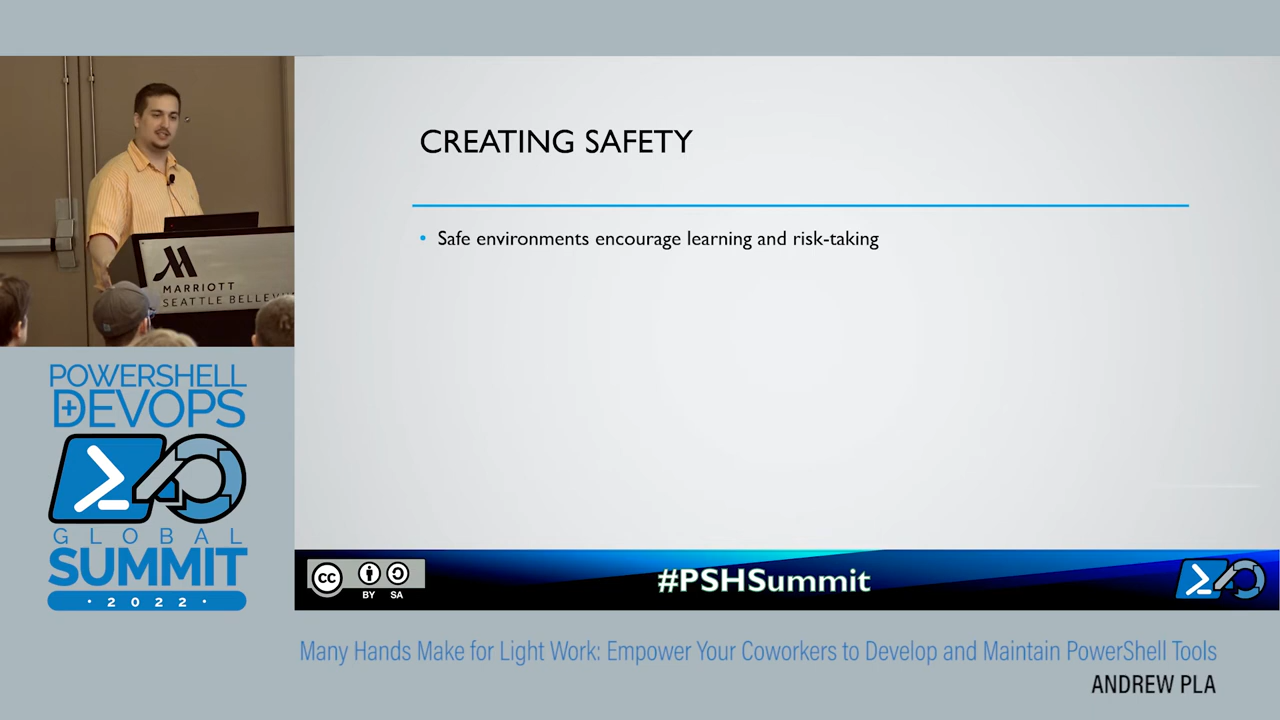 CREATING SAFETY
• Safe environments encourage learning and risk-taking
MARRIOTT
SEATTLE BELLEV
POWERSHELL
+DEVOPS
GLOBAL
SUMMIT
· 2022 ·
cc
BY SA
#PSHSummit
Many Hands Make for Light Work: Empower Your Coworkers to Develop and Maintain PowerShell Tools
ANDREW PLA